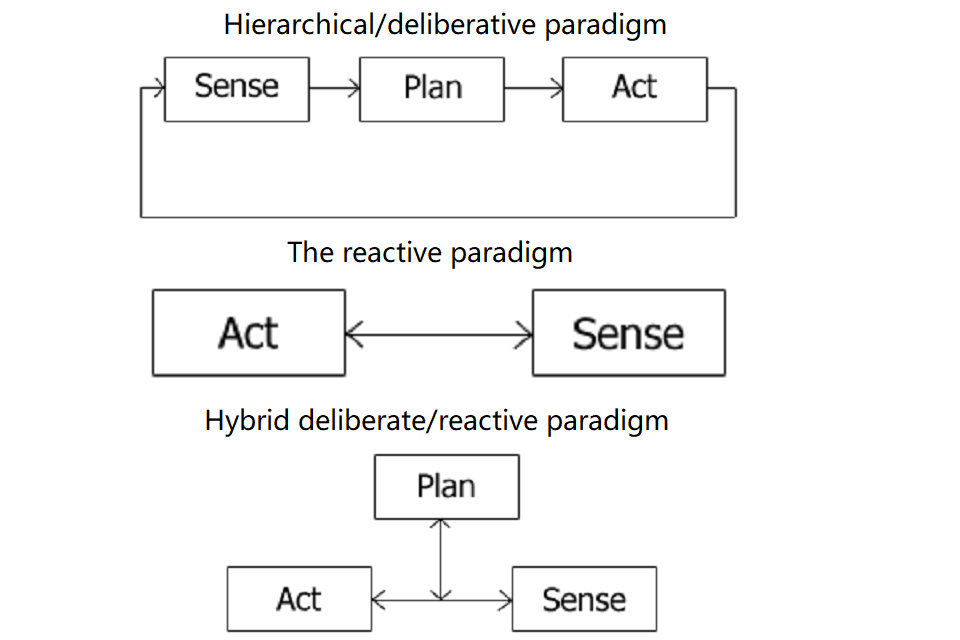 Hierarchical/deliberative paradigm
Sense Plan Act
The reactive paradigm
Act Sense
Hybrid deliberate/reactive paradigm
Plan
Act Sense